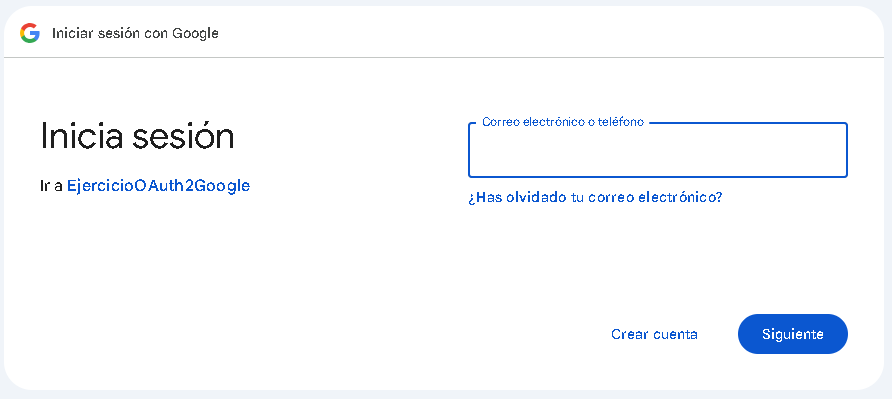 Iniciar sesión con Google
Inicia sesión
Ir a EjercicioOAuth2Google
Correo electrónico o teléfono
¿Has olvidado tu correo electrónico?
Crear cuenta
Siguiente